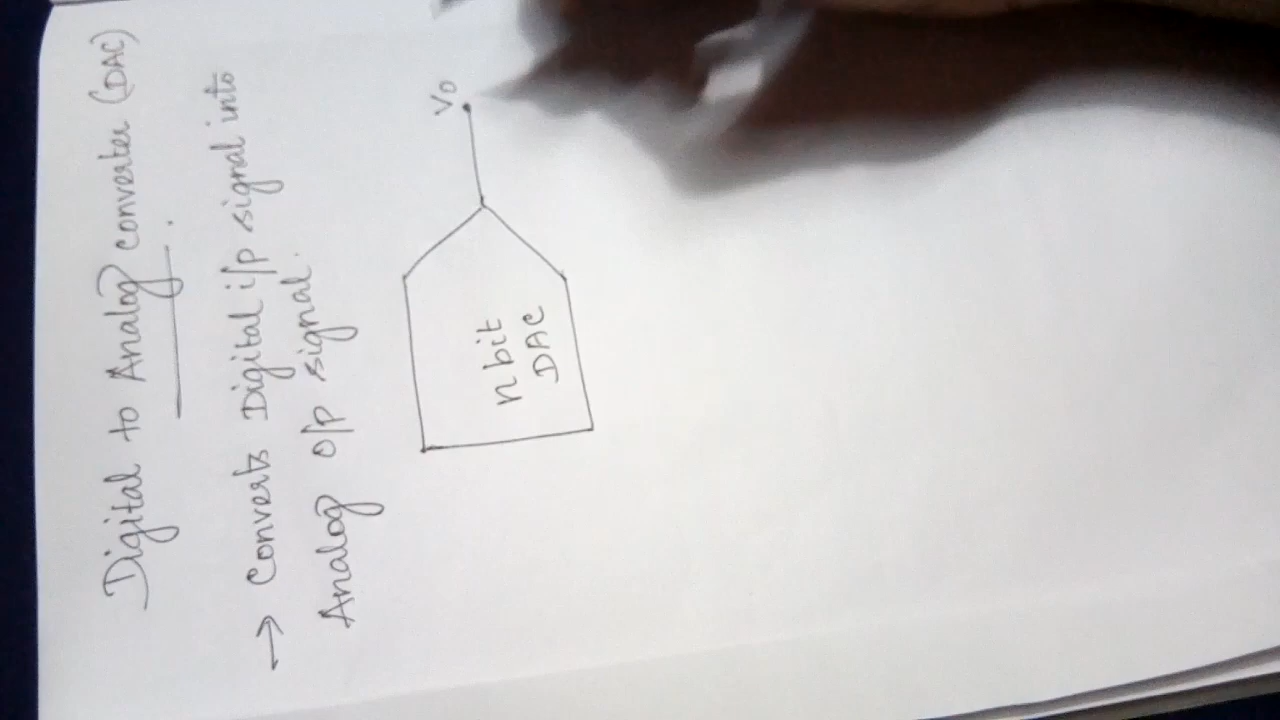 Digital to Analog converter (DAC).
→ Converts Digital i/p signal into
Analog o/p signal.
Vo
n bit
DAC